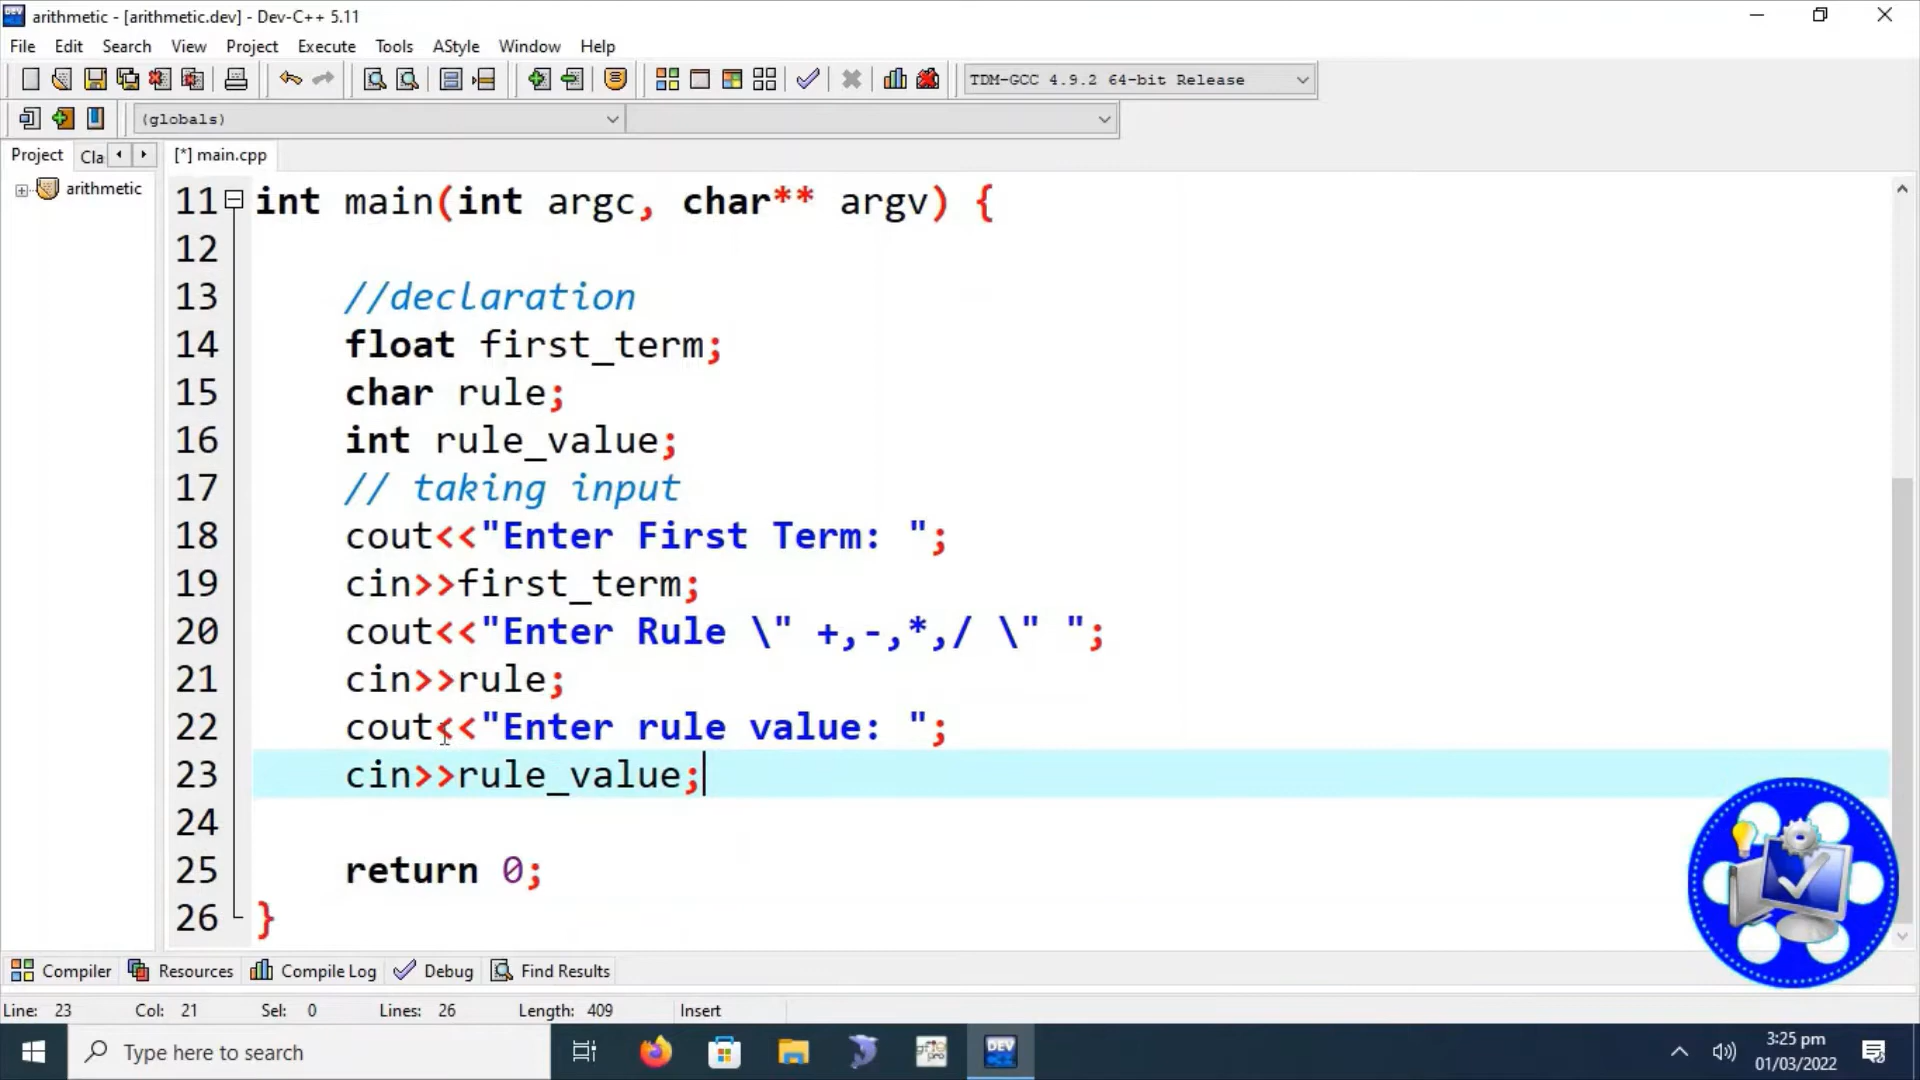 arithmetic - [arithmetic.dev] - Dev-C++ 5.11
File Edit Search View Project Execute Tools AStyle Window Help
TDM-GCC 4.9.2 64-bit Release
(globals)
Project Cla [*] main.cpp
arithmetic
11 int main(int argc, char** argv) {
12
13 //declaration
14 float first_term;
15 char rule;
16 int rule_value;
17 // taking input
18 cout<<"Enter First Term: ";
19 cin>>first_term;
20 cout<<"Enter Rule \" +,-,*,/ \" ";
21 cin>>rule;
22 cout<<"Enter rule value: ";
23 cin>>rule_value;
24
25 return 0;
26 }
Compiler Resources Compile Log Debug Find Results
Line: 23 Col: 21 Sel: 0 Lines: 26 Length: 409 Insert
Type here to search
DEV
3:25 pm
01/03/2022